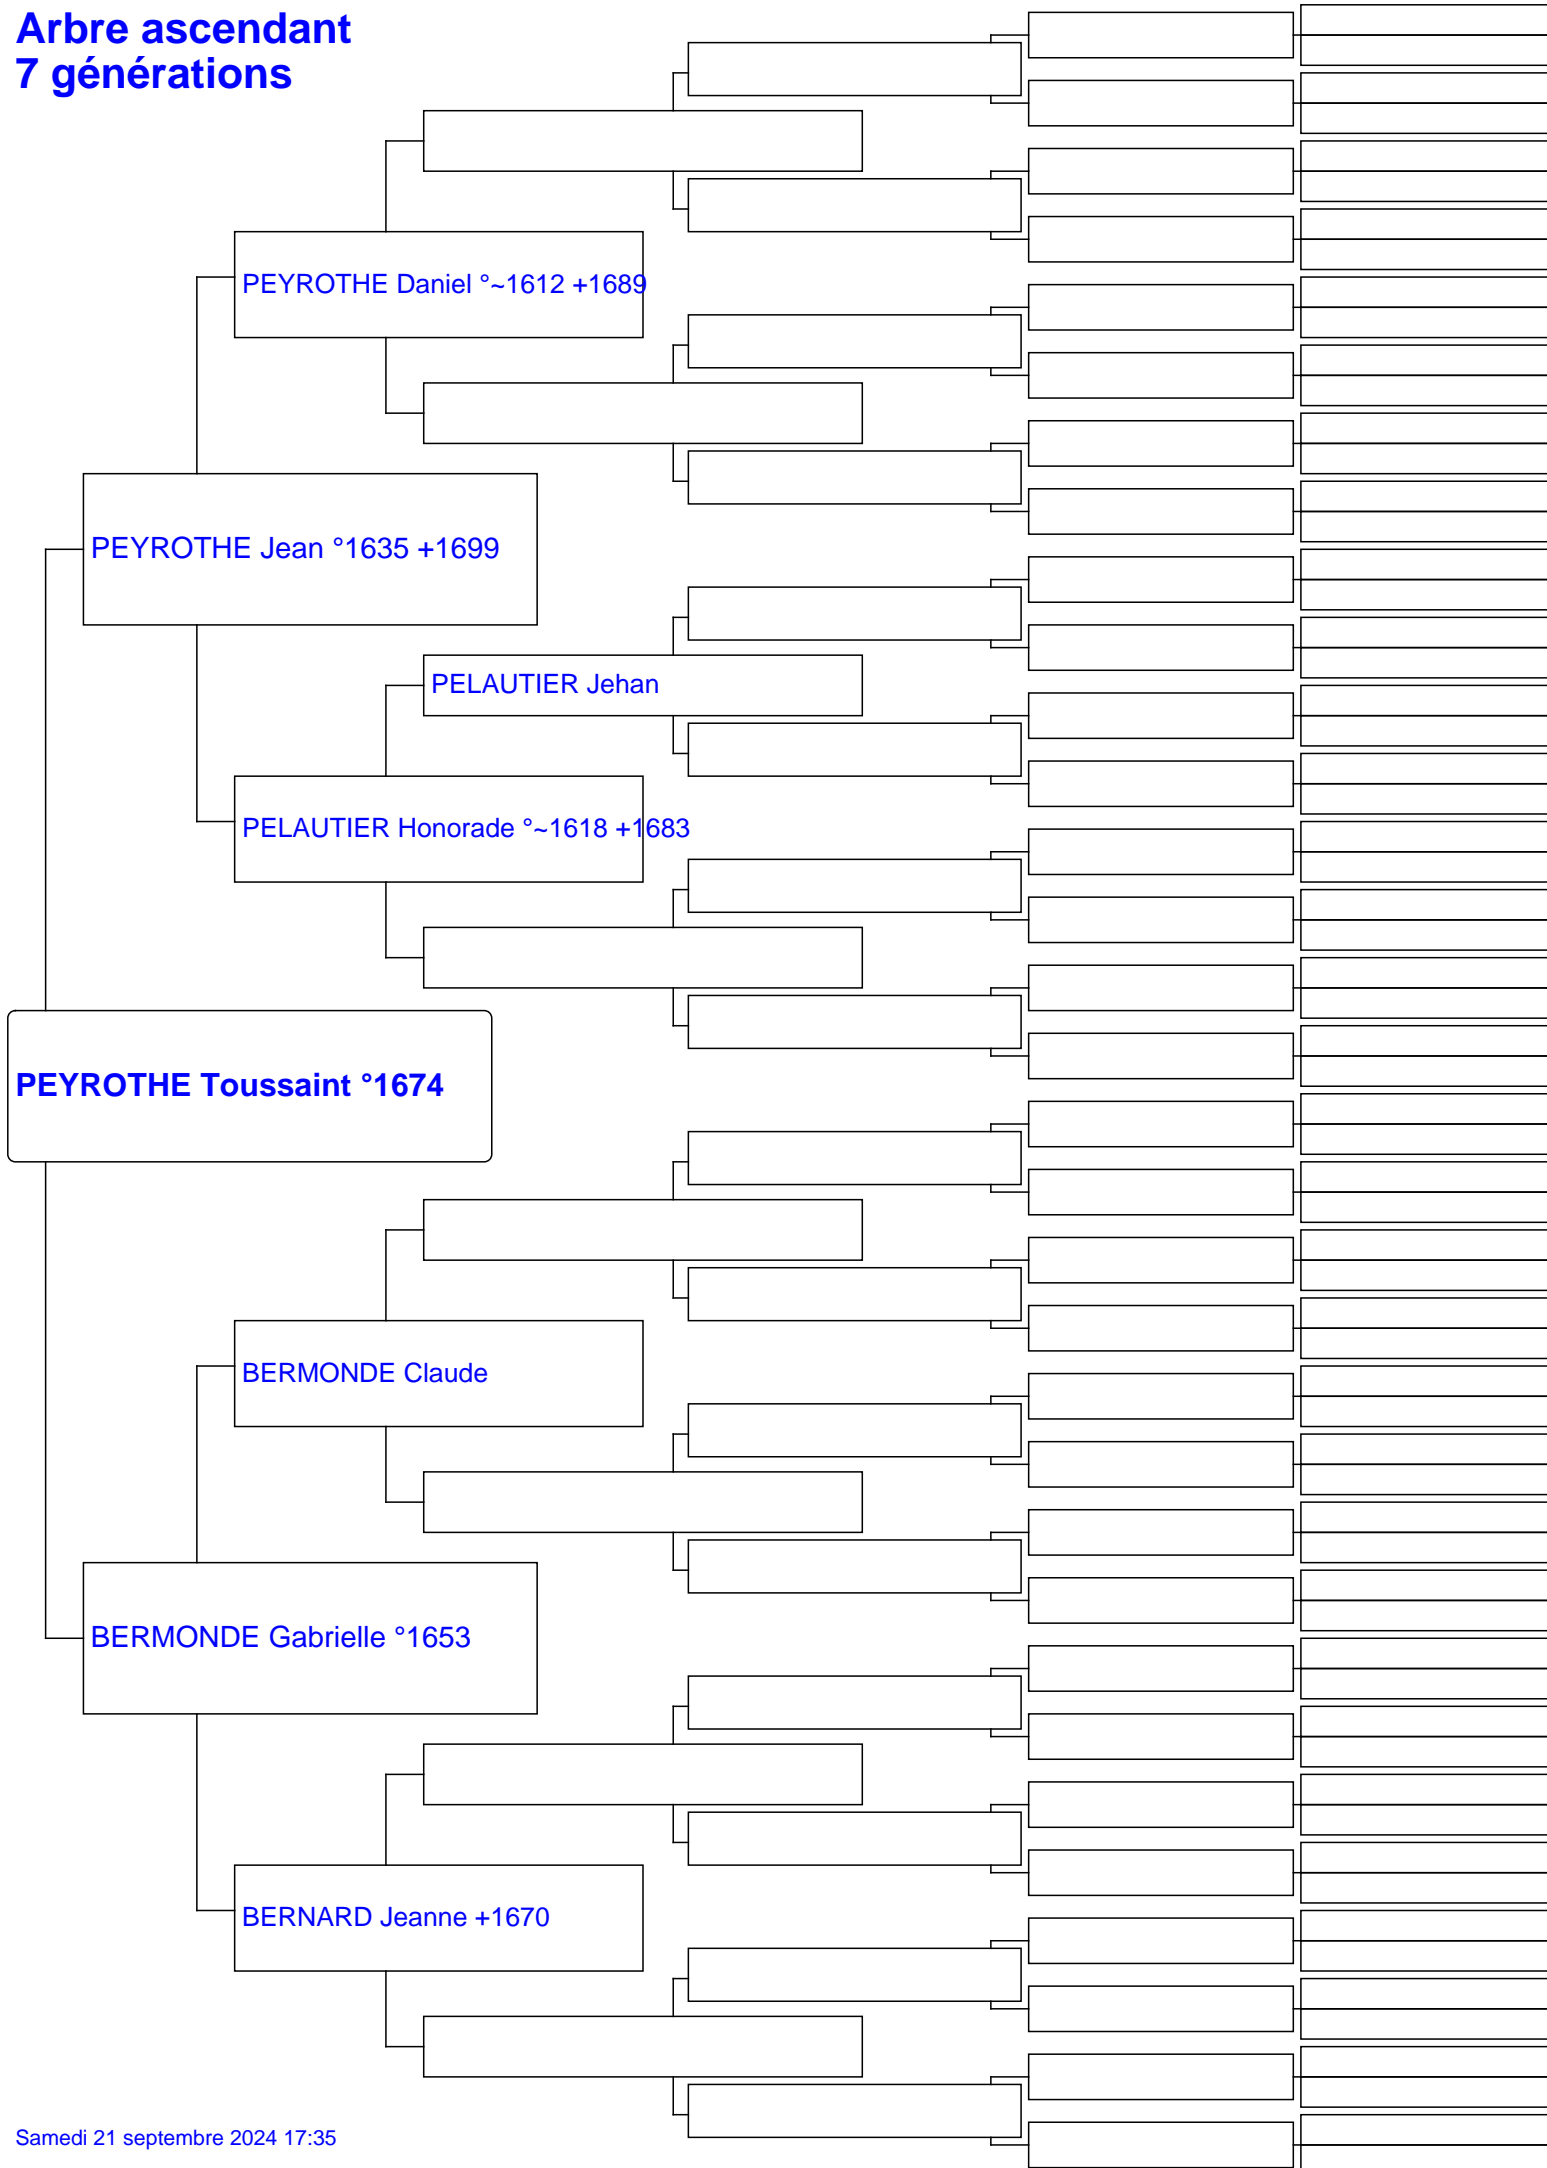 Arbre ascendant
7 générations
PEYROTHE Daniel °~1612 +1689
PEYROTHE Jean °1635 +1699
PELAUTIER Jehan
PELAUTIER Honorade °~1618 +1683
PEYROTHE Toussaint °1674
BERMONDE Claude
BERMONDE Gabrielle °1653
BERNARD Jeanne +1670
Samedi 21 septembre 2024 17:35